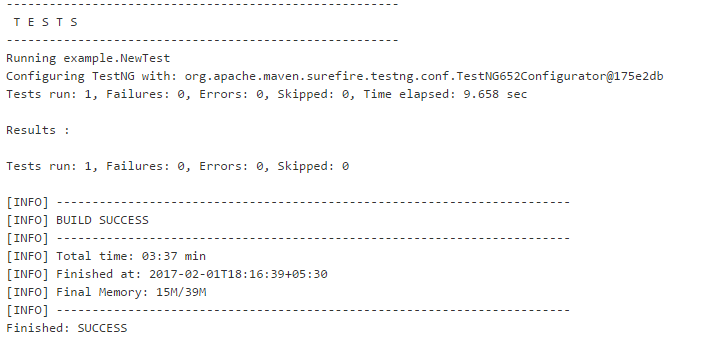 -------------------------------------------------------
 T E S T S
-------------------------------------------------------
Running example.NewTest
Configuring TestNG with: org.apache.maven.surefire.testng.conf.TestNG652Configurator@175e2db
Tests run: 1, Failures: 0, Errors: 0, Skipped: 0, Time elapsed: 9.658 sec

Results :

Tests run: 1, Failures: 0, Errors: 0, Skipped: 0

[INFO] ------------------------------------------------------------------------
[INFO] BUILD SUCCESS
[INFO] ------------------------------------------------------------------------
[INFO] Total time: 03:37 min
[INFO] Finished at: 2017-02-01T18:16:39+05:30
[INFO] Final Memory: 15M/39M
[INFO] ------------------------------------------------------------------------
Finished: SUCCESS